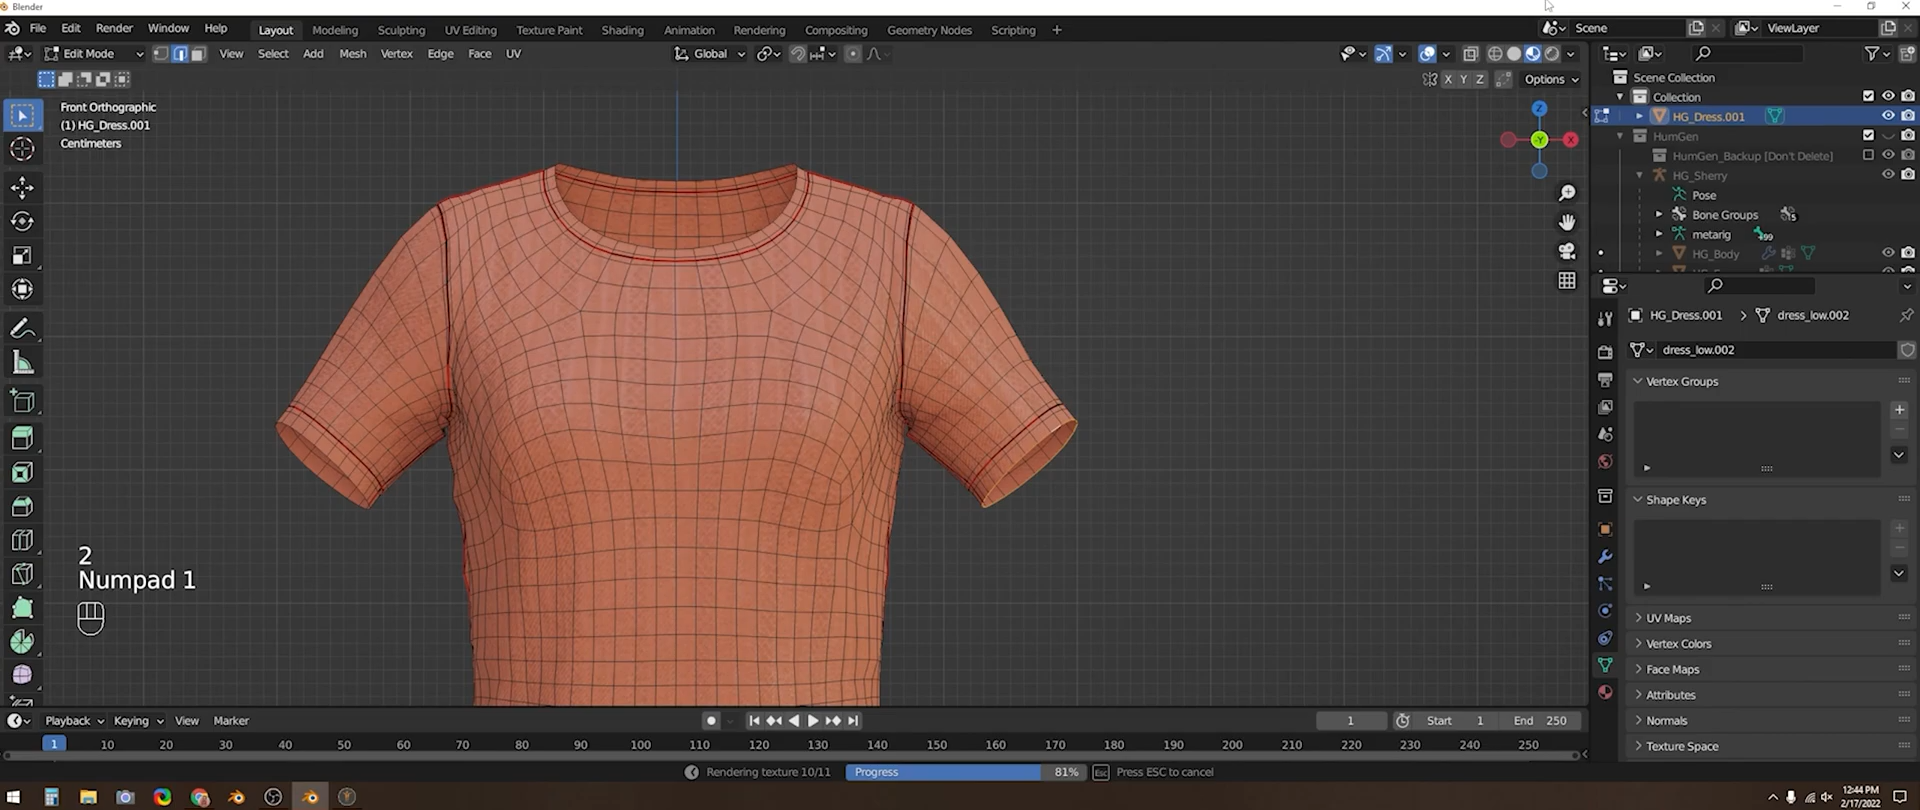 Blender
File Edit Render Window Help
Layout Modeling Sculpting UV Editing Texture Paint Shading Animation Rendering Compositing Geometry Nodes Scripting +
Scene
ViewLayer
Edit Mode
View Select Add Mesh Vertex Edge Face UV
Global
X Y Z
Options
Front Orthographic
(1) HG_Dress.001
Centimeters
Z
Y
X
2
Numpad 1
Scene Collection
Collection
HG_Dress.001
HumGen
HumGen_Backup [Don't Delete]
HG_Sherry
Pose
Bone Groups
15
metarig
+99
HG_Body
HG_Dress.001 > dress_low.002
dress_low.002
Vertex Groups
Shape Keys
UV Maps
Vertex Colors
Face Maps
Attributes
Normals
Texture Space
Playback Keying View Marker
1
Start 1 End 250
1 10 20 30 40 50 60 70 80 90 100 110 120 130 140 150 160 170 180 190 200 210 220 230 240 250
Rendering texture 10/11 Progress 81% Esc Press ESC to cancel
12:44 PM
2/17/2022